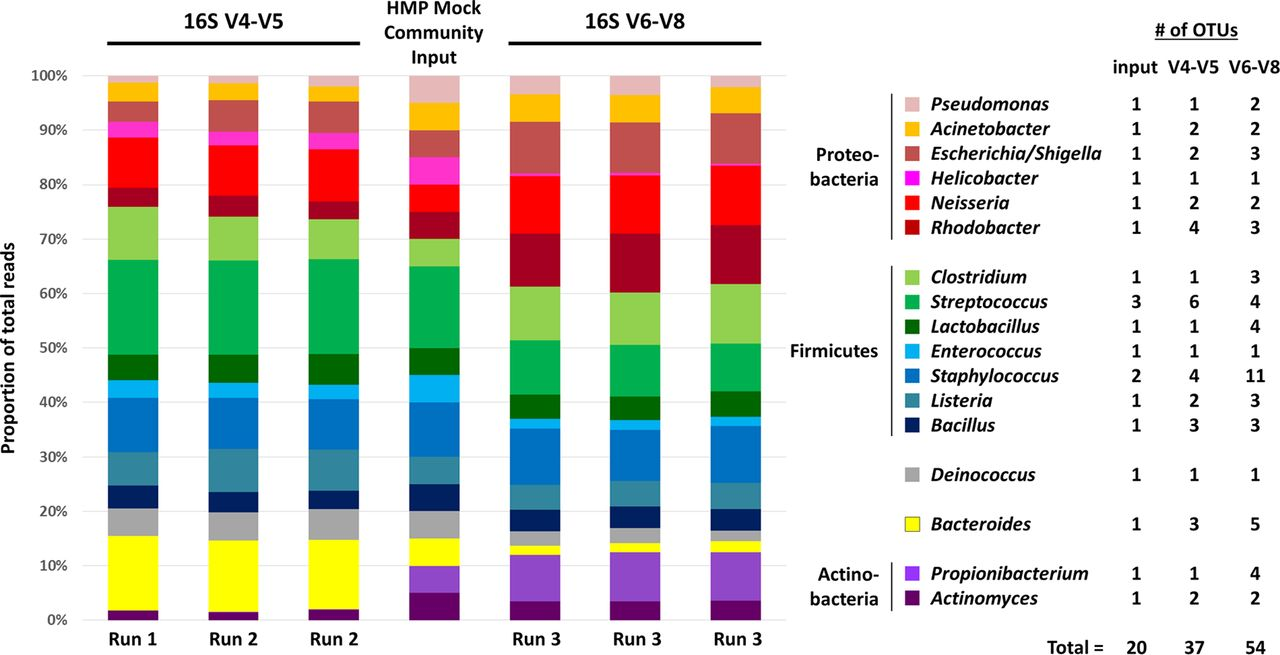 16S V4-V5
HMP Mock
Community
Input
16S V6-V8
# of OTUs
input V4-V5 V6-V8
Proportion of total reads
100%
90%
80%
70%
60%
50%
40%
30%
20%
10%
0%
Run 1 Run 2 Run 2 Run 3 Run 3 Run 3
Proteo-
bacteria
Pseudomonas 1 1 2
Acinetobacter 1 2 2
Escherichia/Shigella 1 2 3
Helicobacter 1 1 1
Neisseria 1 2 2
Rhodobacter 1 4 3
Firmicutes
Clostridium 1 1 3
Streptococcus 3 6 4
Lactobacillus 1 1 4
Enterococcus 1 1 1
Staphylococcus 2 4 11
Listeria 1 2 3
Bacillus 1 3 3
Deinococcus 1 1 1
Bacteroides 1 3 5
Actino-
bacteria
Propionibacterium 1 1 4
Actinomyces 1 2 2
Total = 20 37 54